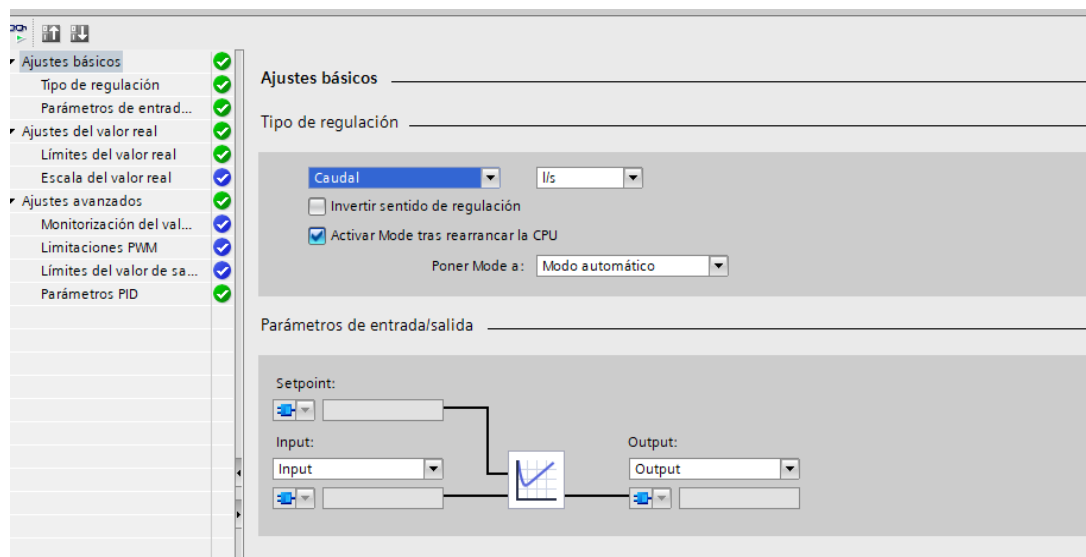 Ajustes básicos
Tipo de regulación
Parámetros de entrad...
Ajustes del valor real
Límites del valor real
Escala del valor real
Ajustes avanzados
Monitorización del val...
Limitaciones PWM
Límites del valor de sa...
Parámetros PID
Ajustes básicos
Tipo de regulación
Caudal l/s
Invertir sentido de regulación
Activar Mode tras rearrancar la CPU
Poner Mode a: Modo automático
Parámetros de entrada/salida
Setpoint:
Input: Output:
Input Output